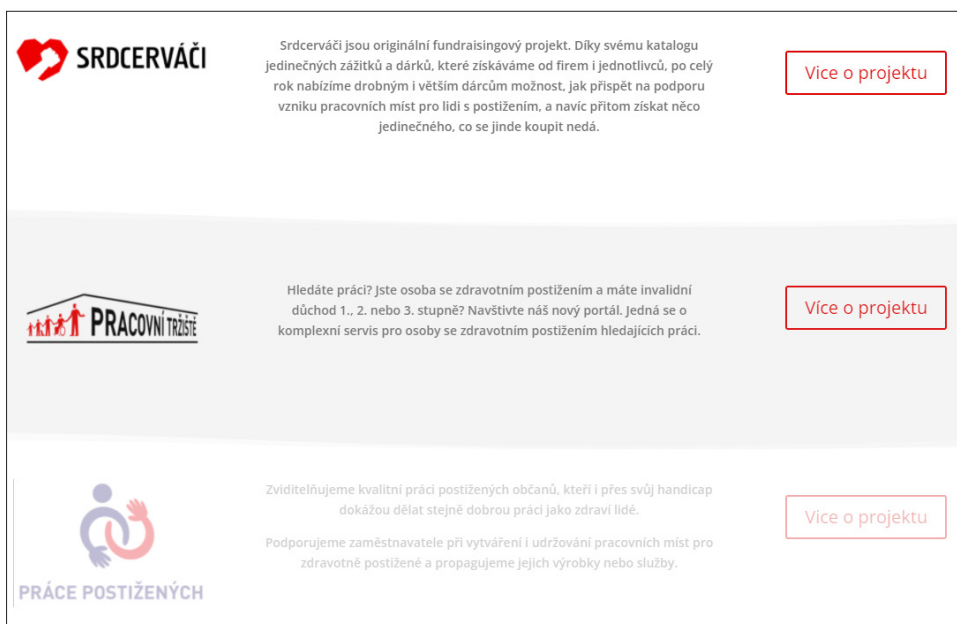 SRDCERVÁČI
Srdcerváči jsou originální fundraisingový projekt. Díky svému katalogu
jedinečných zážitků a dárků, které získáváme od firem i jednotlivců, po celý
rok nabízíme drobným i větším dárcům možnost, jak přispět na podporu
vzniku pracovních míst pro lidi s postižením, a navíc přitom získat něco
jedinečného, co se jinde koupit nedá.
Vice o projektu
PRACOVNÍ TRŽIŠTĚ
Hledáte práci? Jste osoba se zdravotním postižením a máte invalidní
důchod 1., 2. nebo 3. stupně? Navštivte náš nový portál. Jedná se o
komplexní servis pro osoby se zdravotním postižením hledajících práci.
Více o projektu
PRÁCE POSTIŽENÝCH
Zviditelňujeme kvalitní práci postižených občanů, kteří i přes svůj handicap
dokážou dělat stejně dobrou práci jako zdraví lidé.
Podporujeme zaměstnavatele při vytváření i udržování pracovních míst pro
zdravotně postižené a propagujeme jejich výrobky nebo služby.
Vice o projektu